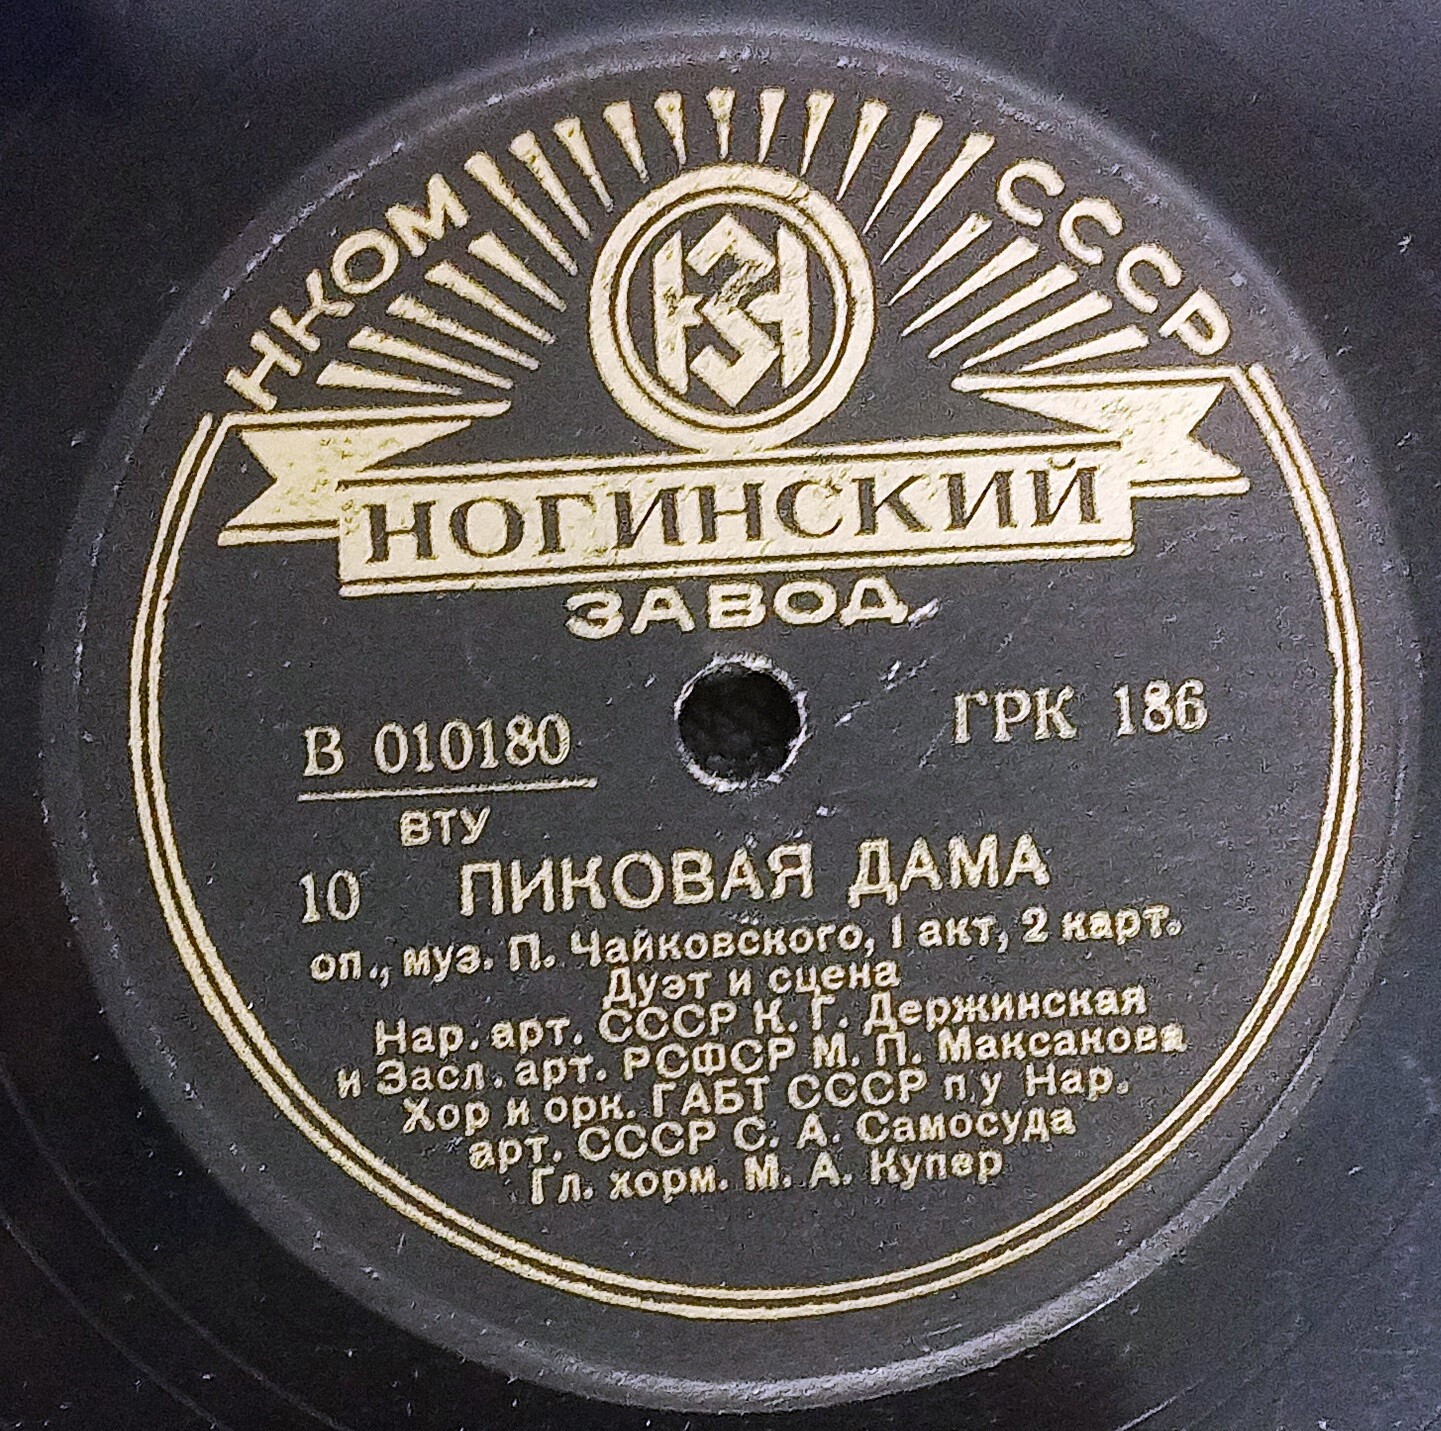 НКОМ СССР
НЗ
НОГИНСКИЙ
ЗАВОД
В 010180 ГРК 186
ВТУ
10 ПИКОВАЯ ДАМА
оп., муз. П. Чайковского, I акт, 2 карт.
Дуэт и сцена
Нар. арт. СССР К. Г. Держинская
и Засл. арт. РСФСР М. П. Максакова
Хор и орк. ГАБТ СССР п/у Нар.
арт. СССР С. А. Самосуда
Гл. хорм. М. А. Купер